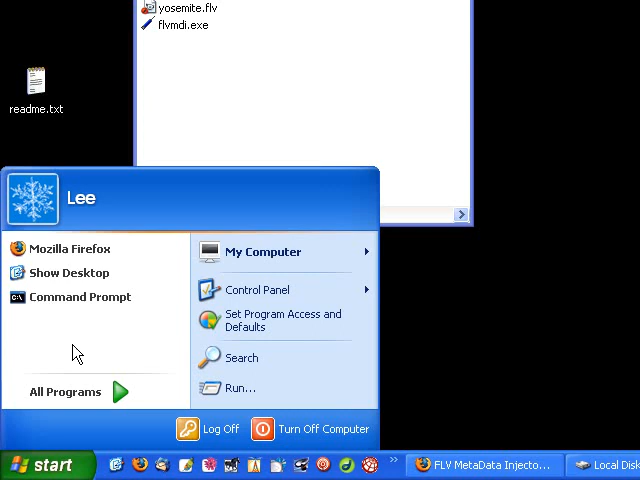 yosemite.flv
flvmdi.exe
readme.txt
Lee
Mozilla Firefox
Show Desktop
Command Prompt
All Programs
My Computer
Control Panel
Set Program Access and
Defaults
Search
Run...
Log Off
Turn Off Computer
start
FLV MetaData Injecto...
Local Disk